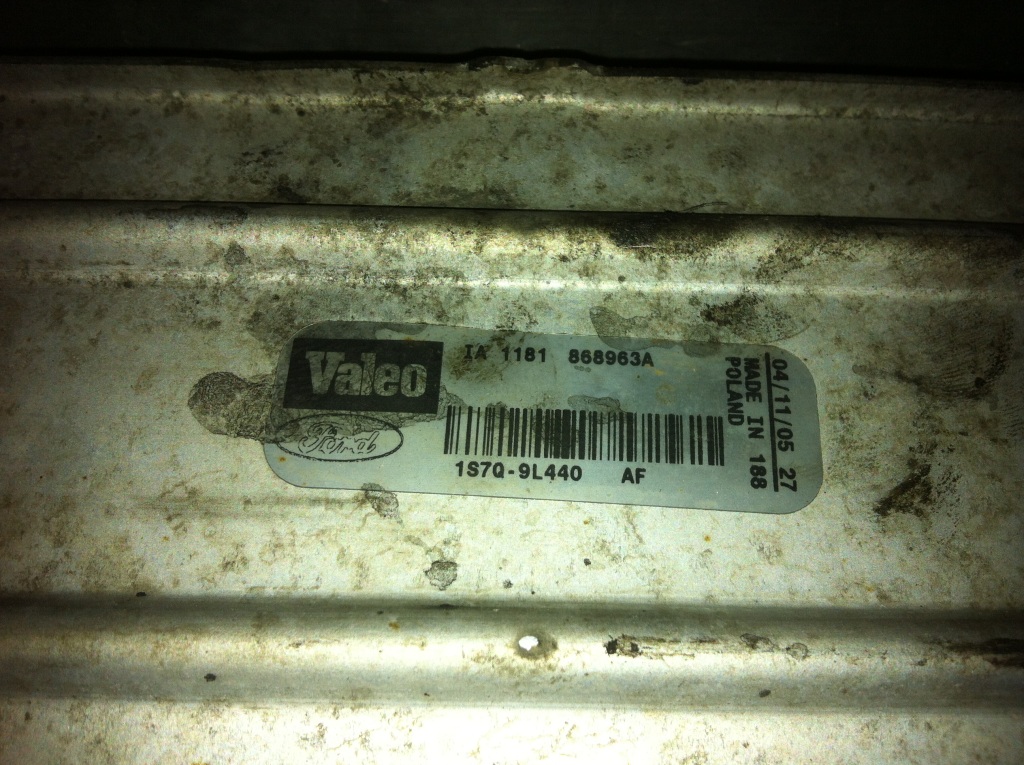 Valeo
IA 1181 868963A
Ford
1S7Q-9L440 AF
04/11/05 27
MADE IN 188
POLAND